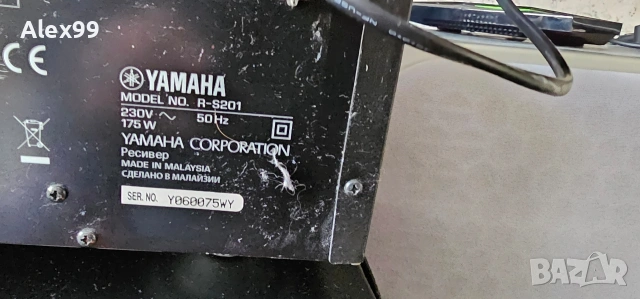 Alex99
CE
YAMAHA
MODEL NO. R-S201
230V ~ 50Hz
175W
YAMAHA CORPORATION
Ресивер
MADE IN MALAYSIA
СДЕЛАНО В МАЛАЙЗИИ
SER. NO. Y060075WY
BAZAR